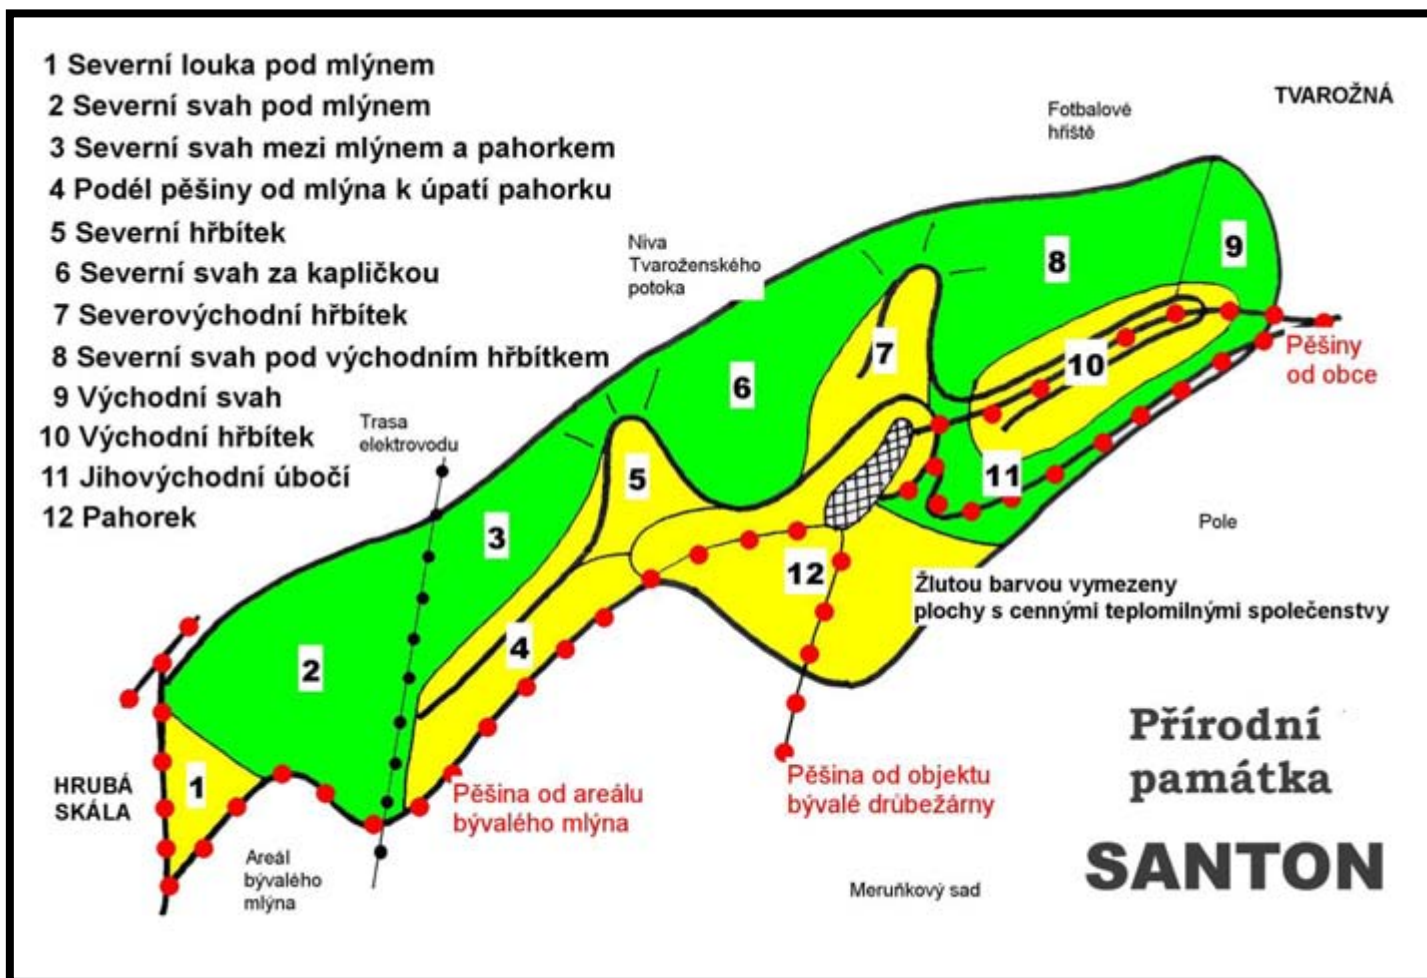 1 Severní louka pod mlýnem
2 Severní svah pod mlýnem
3 Severní svah mezi mlýnem a pahorkem
4 Podél pěšiny od mlýna k úpatí pahorku
5 Severní hřbítek
6 Severní svah za kapličkou
7 Severovýchodní hřbítek
8 Severní svah pod východním hřbítkem
9 Východní svah
10 Východní hřbítek
11 Jihovýchodní úbočí
12 Pahorek
TVAROŽNÁ
Fotbalové
hřiště
Niva
Tvaroženského
potoka
Trasa
elektrovodu
9
8
7
10
6
Pěšiny
od obce
5
11
3
12
Pole
4
2
1
Žlutou barvou vymezeny
plochy s cennými teplomilnými společenstvy
HRUBÁ
SKÁLA
Pěšina od areálu
bývalého mlýna
Pěšina od objektu
bývalé drůbežárny
Areál
bývalého
mlýna
Meruňkový sad
Přírodní
památka
SANTON